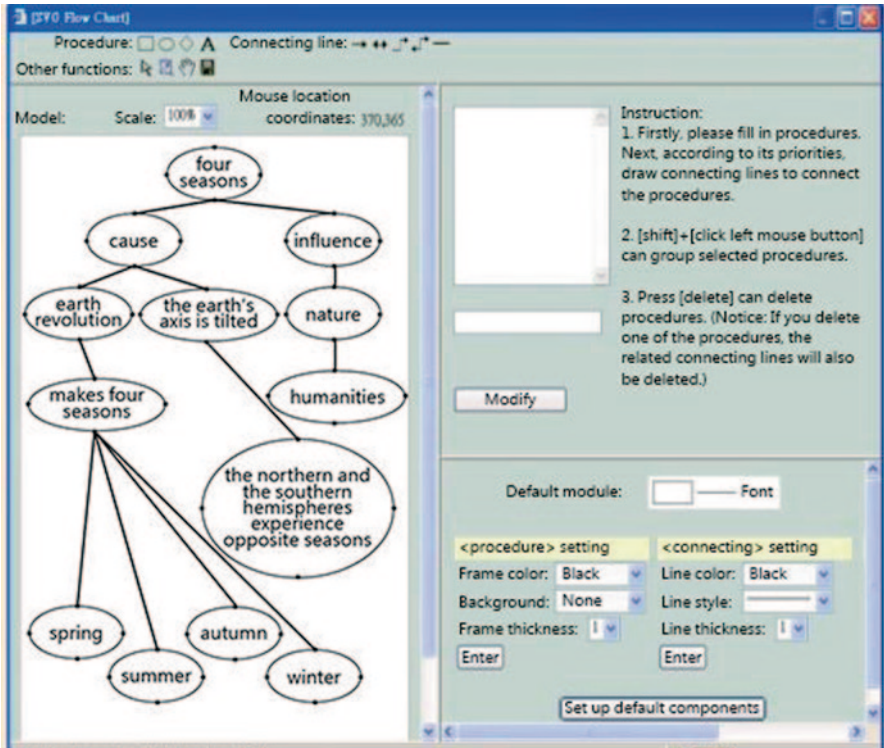 [SVO Flow Chart]
Procedure: A Connecting line:
Other functions:
Mouse location
Model: Scale: 100% coordinates: 370,365
four
seasons
cause
influence
earth
revolution
the earth's
axis is tilted
nature
makes four
seasons
humanities
the northern and
the southern
hemispheres
experience
opposite seasons
spring
autumn
summer
winter
Instruction:
1. Firstly, please fill in procedures.
Next, according to its priorities,
draw connecting lines to connect
the procedures.
2. [shift]+[click left mouse button]
can group selected procedures.
3. Press [delete] can delete
procedures. (Notice: If you delete
one of the procedures, the
related connecting lines will also
be deleted.)
Modify
Default module: Font
<procedure> setting <connecting> setting
Frame color: Black Line color: Black
Background: None Line style:
Frame thickness: 1 Line thickness: 1
Enter Enter
Set up default components